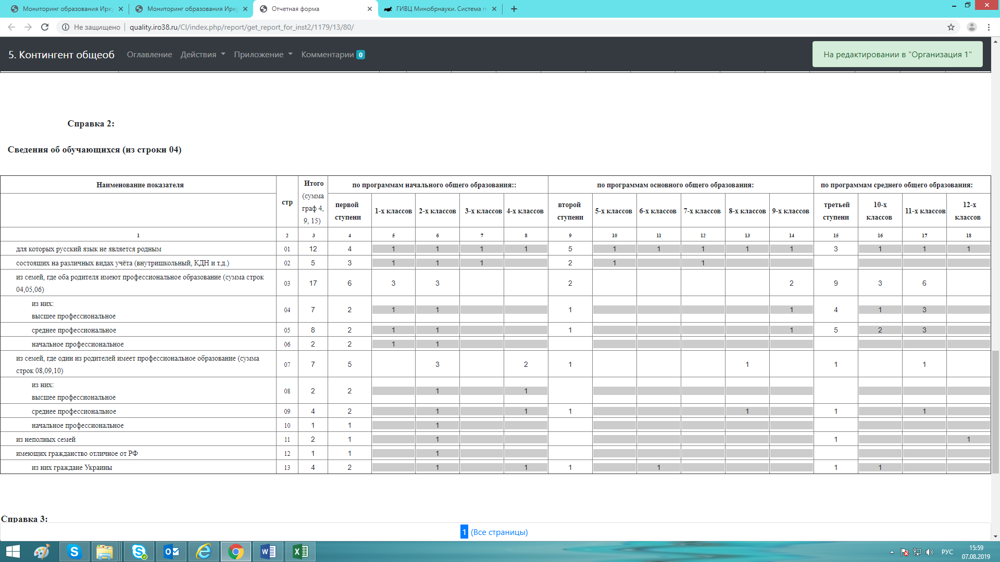 Мониторинг образования Ирку
Мониторинг образования Ирку
Отчетная форма
ГИВЦ Минобрнауки. Система п
Не защищено
quality.iro38.ru/CI/index.php/report/get_report_for_inst2/1179/13/80/
5. Контингент общеоб
Оглавление Действия Приложение Комментарии 0
На редактировании в "Организация 1"
Справка 2:
Сведения об обучающихся (из строки 04)
Наименование показателя стр Итого (сумма граф 4, 9, 15) по программам начального общего образования:: по программам основного общего образования: по программам среднего общего образования:
первой ступени 1-х классов 2-х классов 3-х классов 4-х классов второй ступени 5-х классов 6-х классов 7-х классов 8-х классов 9-х классов третьей ступени 10-х классов 11-х классов 12-х классов
1 2 3 4 5 6 7 8 9 10 11 12 13 14 15 16 17 18
для которых русский язык не является родным 01 12 4 1 1 1 1 5 1 1 1 1 1 3 1 1 1
состоящих на различных видах учёта (внутришкольный, КДН и т.д.) 02 5 3 1 1 1 2 1 1
из семей, где оба родителя имеют профессиональное образование (сумма строк
04,05,06) 03 17 6 3 3 2 2 9 3 6
из них:
высшее профессиональное 04 7 2 1 1 1 1 4 1 3
среднее профессиональное 05 8 2 1 1 1 1 5 2 3
начальное профессиональное 06 2 2 1 1
из семей, где один из родителей имеет профессиональное образование (сумма
строк 08,09,10) 07 7 5 3 2 1 1 1 1
из них:
высшее профессиональное 08 2 2 1 1
среднее профессиональное 09 4 2 1 1 1 1 1 1
начальное профессиональное 10 1 1 1
из неполных семей 11 2 1 1 1 1
имеющих гражданство отличное от РФ 12 1 1 1
из них граждане Украины 13 4 2 1 1 1 1 1 1
Справка 3:
1 (Все страницы)
РУС
15:59
07.08.2019